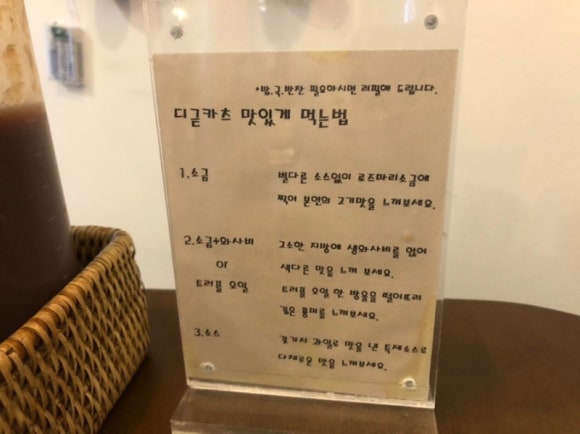 *밥,국,반찬 필요하시면 리필해 드립니다.
디귿카츠 맛있게 먹는법
1.소금 별다른 소스없이 로즈마리소금에
찍어 본연의 고기맛을 느껴보세요.
2.소금+와사비 고소한 지방에 생와사비를 얹어
or 색다른 맛을 느껴 보세요.
트러플 오일 트러플 오일 한 방울을 떨어뜨려
깊은 풍미를 느껴보세요.
3.소스 갖가지 과일로 맛을 낸 특제소스로
다채로운 맛을 느껴보세요.